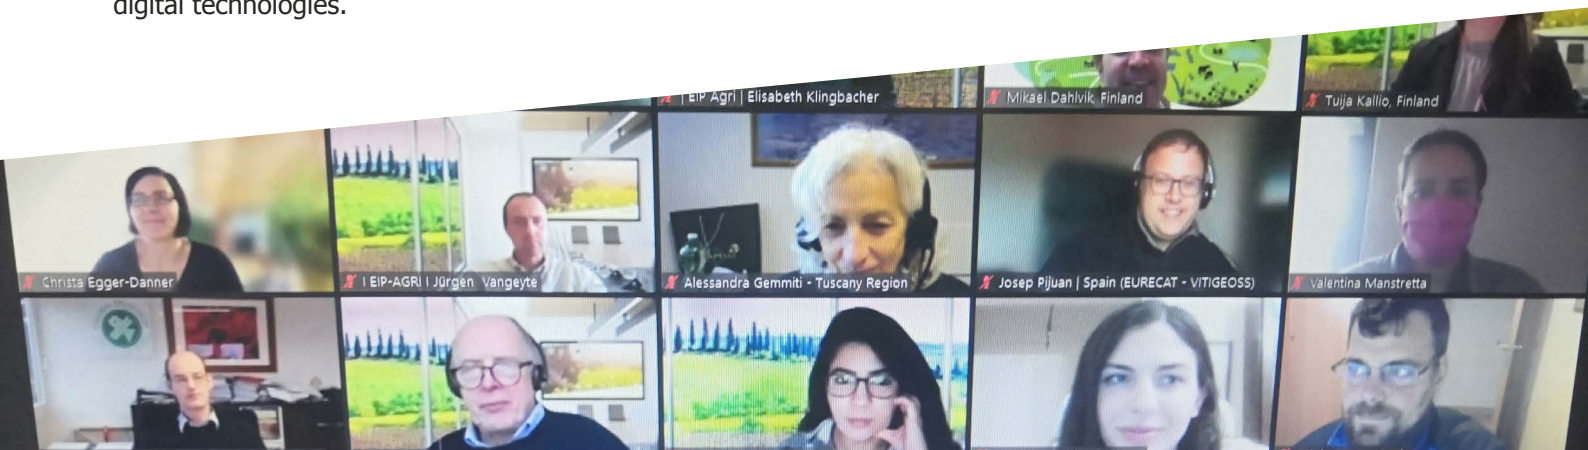 digital technologies.
| EIP Agri | Elisabeth Klingbacher
Mikael Dahlvik, Finland
Tuija Kallio, Finland
Christa Egger-Danner
| EIP-AGRI | Jürgen Vangeyte
Alessandra Gemmiti - Tuscany Region
Josep Pijuan | Spain (EURECAT - VITIGEOSS)
Valentina Manstretta